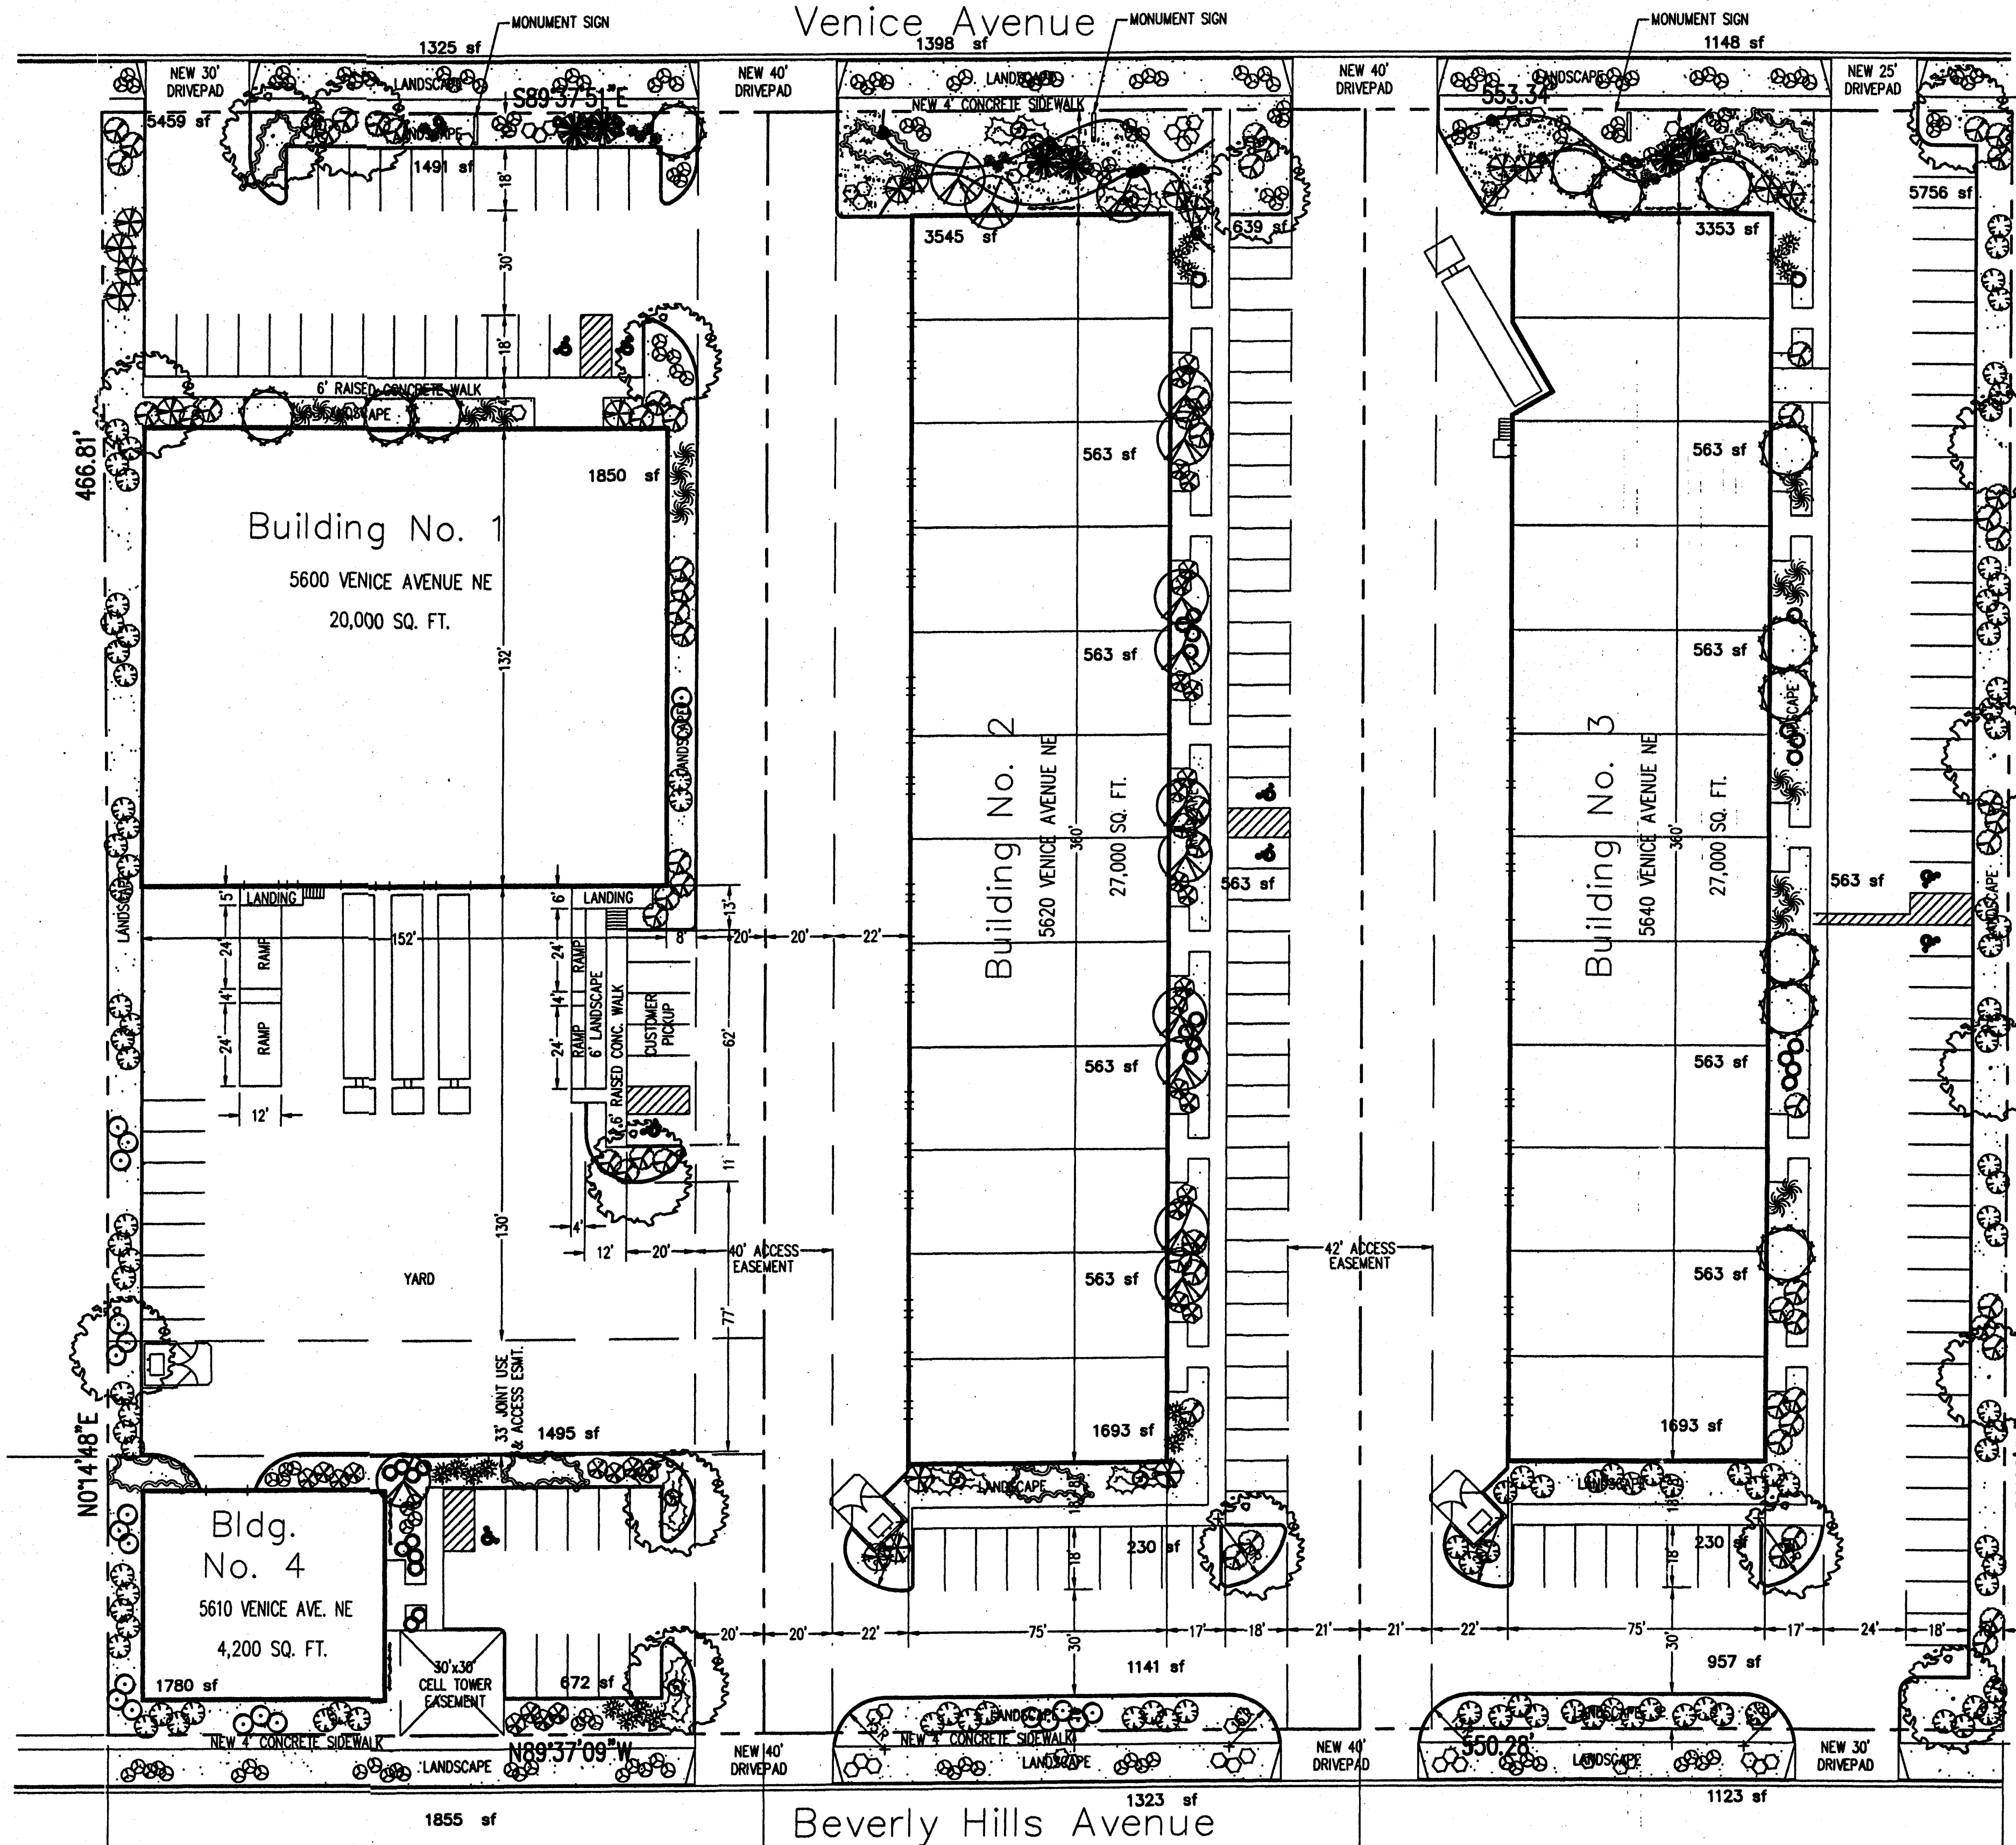 Venice Avenue
MONUMENT SIGN
MONUMENT SIGN
MONUMENT SIGN
1325 sf
1398 sf
1148 sf
NEW 30'
DRIVEPAD
LANDSCAPE
NEW 40'
DRIVEPAD
LANDSCAPE
NEW 40'
DRIVEPAD
LANDSCAPE
NEW 25'
DRIVEPAD
S89°37'51"E
NEW 4' CONCRETE SIDEWALK
553.34'
5459 sf
LANDSCAPE
1491 sf
18'
5756 sf
3545 sf
639 sf
3353 sf
30'
18'
6' RAISED CONCRETE WALK
4'
LANDSCAPE
466.81'
1850 sf
563 sf
563 sf
Building No. 1
5600 VENICE AVENUE NE
20,000 SQ. FT.
132'
563 sf
563 sf
LANDSCAPE
LANDSCAPE
Building No. 2
5620 VENICE AVENUE NE
27,000 SQ. FT.
360'
LANDSCAPE
Building No. 3
5640 VENICE AVENUE NE
27,000 SQ. FT.
360'
563 sf
563 sf
LANDSCAPE
LANDSCAPE
5'
LANDING
6'
LANDING
13'
152'
8'
20'
20'
22'
24'
RAMP
4'
24'
RAMP
12'
24'
RAMP
4'
24'
RAMP
6' LANDSCAPE
6' RAISED CONC. WALK
CUSTOMER
PICKUP
62'
563 sf
563 sf
11'
130'
4'
12'
20'
40' ACCESS
EASEMENT
42' ACCESS
EASEMENT
YARD
563 sf
563 sf
77'
33' JOINT USE
& ACCESS ESMT.
N0°14'48"E
1495 sf
1693 sf
1693 sf
LANDSCAPE
18'
8'
LANDSCAPE
18'
8'
Bldg.
No. 4
5610 VENICE AVE. NE
4,200 SQ. FT.
230 sf
18'
230 sf
18'
20'
20'
22'
75'
17'
18'
21'
21'
22'
75'
17'
24'
18'
30'
30'
1780 sf
30'x30'
CELL TOWER
EASEMENT
672 sf
1141 sf
957 sf
LANDSCAPE
LANDSCAPE
NEW 4' CONCRETE SIDEWALK
N89°37'09"W
NEW 4' CONCRETE SIDEWALK
550.28'
LANDSCAPE
NEW 40'
DRIVEPAD
LANDSCAPE
NEW 40'
DRIVEPAD
LANDSCAPE
NEW 30'
DRIVEPAD
1855 sf
1323 sf
1123 sf
Beverly Hills Avenue